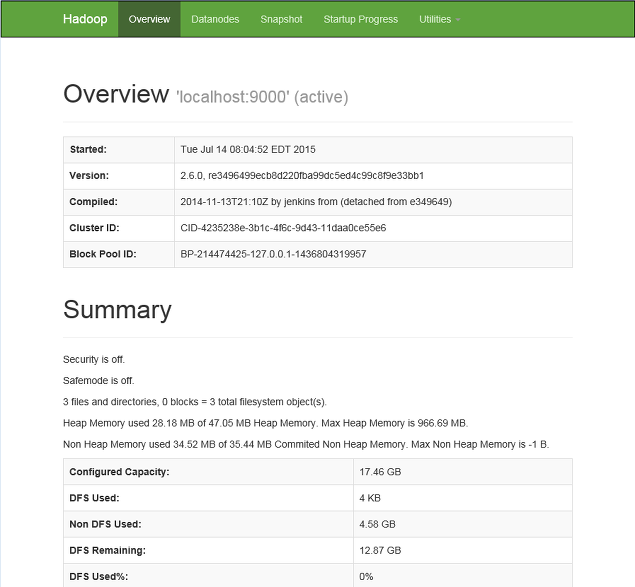 Hadoop Overview Datanodes Snapshot Startup Progress Utilities
Overview 'localhost:9000' (active)
Started: Tue Jul 14 08:04:52 EDT 2015
Version: 2.6.0, re3496499ecb8d220fba99dc5ed4c99c8f9e33bb1
Compiled: 2014-11-13T21:10Z by jenkins from (detached from e349649)
Cluster ID: CID-4235238e-3b1c-4f6c-9d43-11daa0ce55e6
Block Pool ID: BP-214474425-127.0.0.1-1436804319957
Summary
Security is off.
Safemode is off.
3 files and directories, 0 blocks = 3 total filesystem object(s).
Heap Memory used 28.18 MB of 47.05 MB Heap Memory. Max Heap Memory is 966.69 MB.
Non Heap Memory used 34.52 MB of 35.44 MB Commited Non Heap Memory. Max Non Heap Memory is -1 B.
Configured Capacity: 17.46 GB
DFS Used: 4 KB
Non DFS Used: 4.58 GB
DFS Remaining: 12.87 GB
DFS Used%: 0%